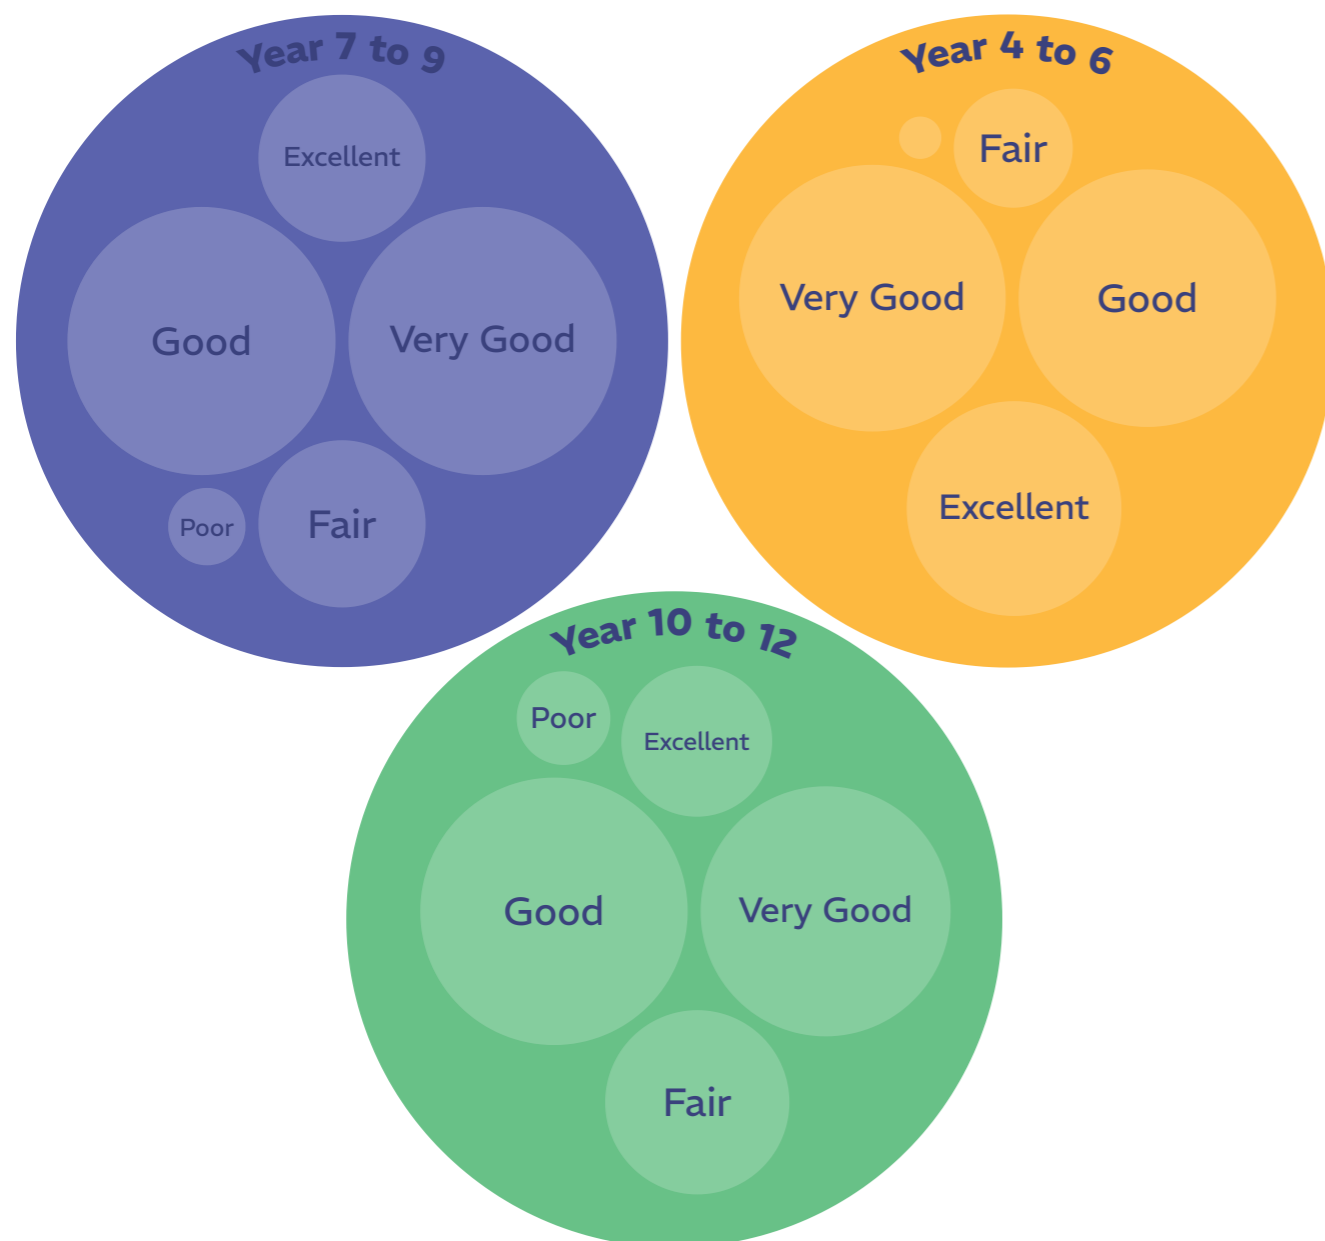 Year 7 to 9
Excellent
Good
Very Good
Poor
Fair
Year 4 to 6
Fair
Very Good
Good
Excellent
Year 10 to 12
Poor
Excellent
Good
Very Good
Fair